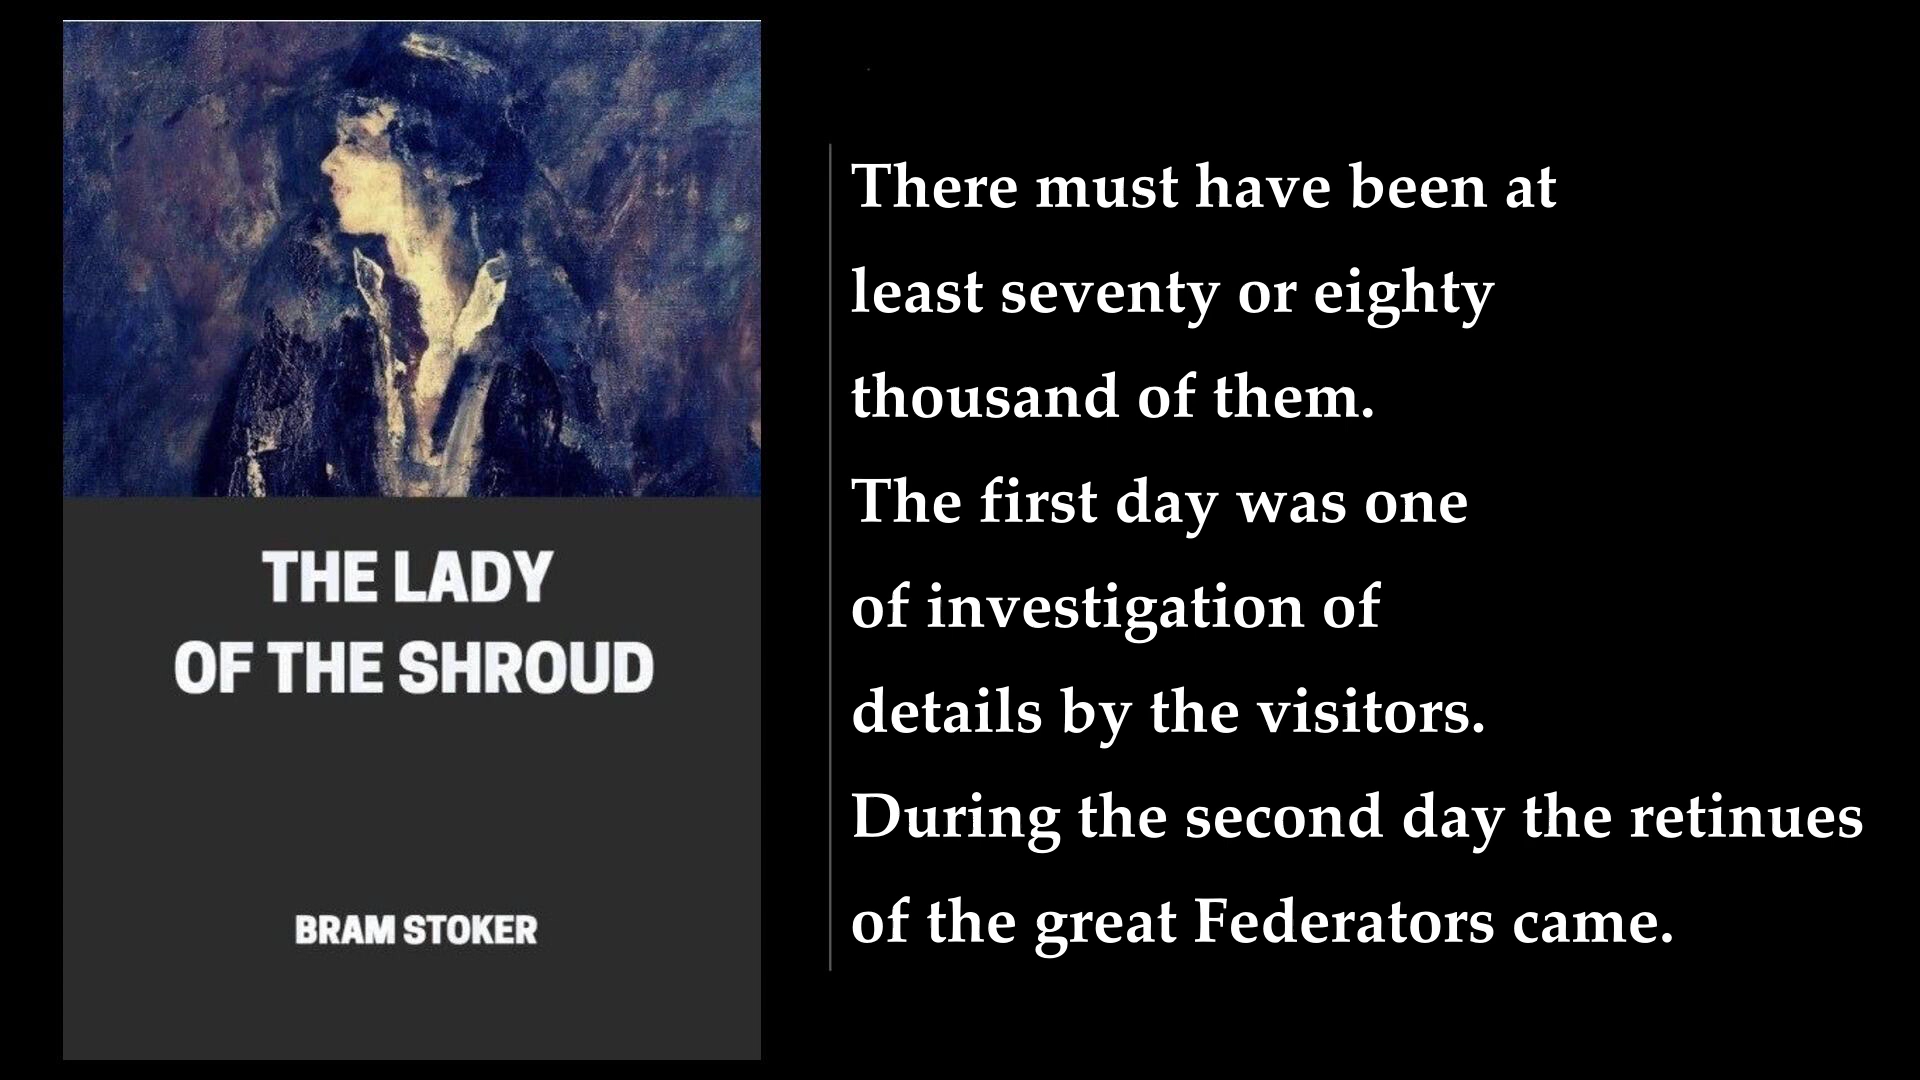 THE LADY
OF THE SHROUD
BRAM STOKER
There must have been at
least seventy or eighty
thousand of them.
The first day was one
of investigation of
details by the visitors.
During the second day the retinues
of the great Federators came.